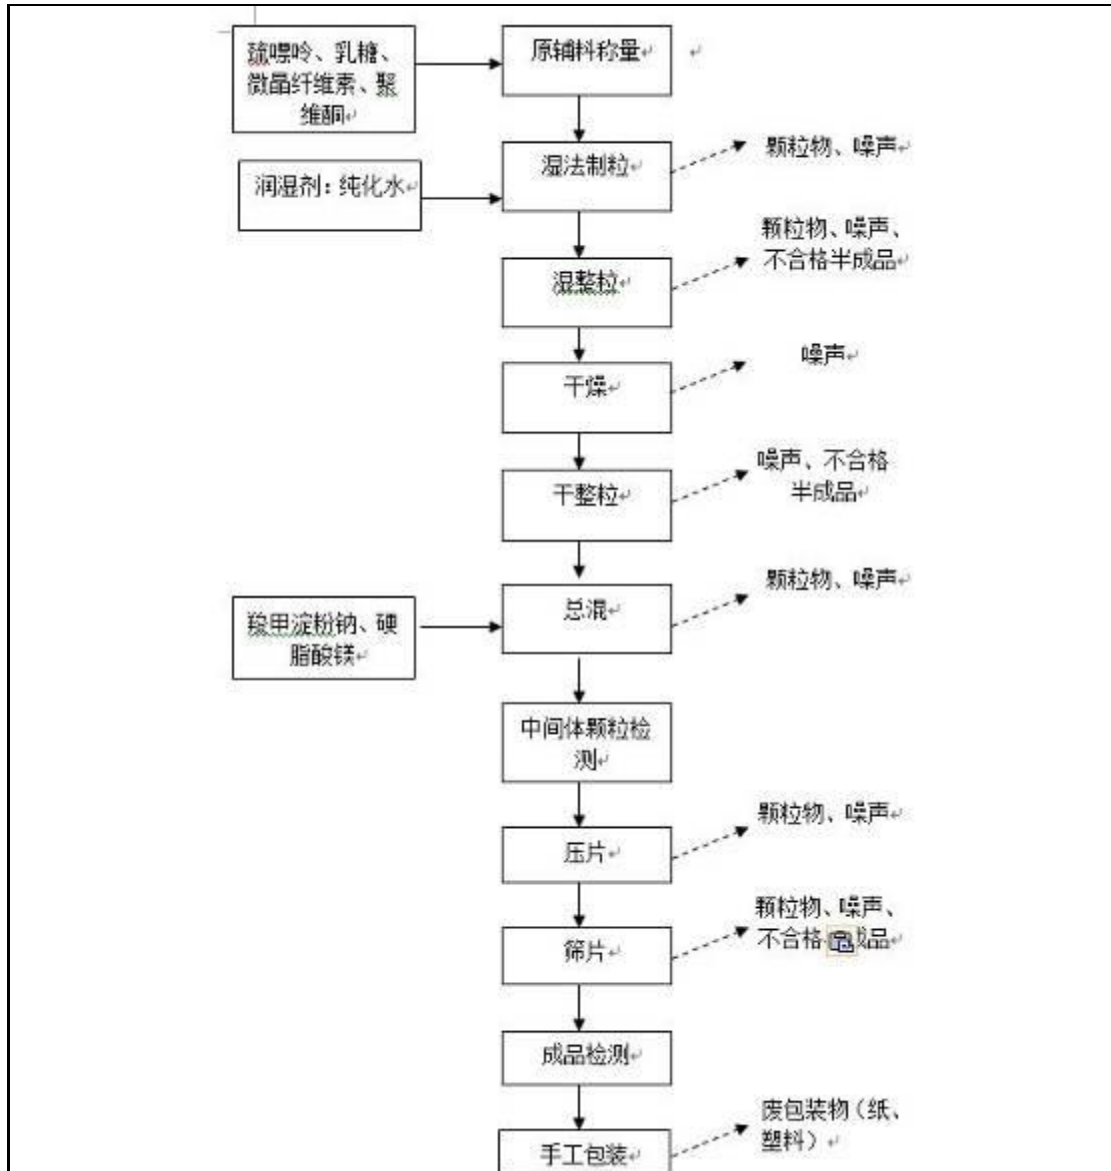 巯嘌呤、乳糖、
微晶纤维素、聚
维酮
原辅料称量
湿法制粒
颗粒物、噪声
润湿剂：纯化水
颗粒物、噪声、
不合格半成品
湿整粒
噪声
干燥
噪声、不合格
半成品
干整粒
颗粒物、噪声
总混
羧甲淀粉钠、硬
脂酸镁
中间体颗粒检
测
颗粒物、噪声
压片
颗粒物、噪声、
不合格 成品
筛片
成品检测
废包装物（纸、
塑料）
手工包装